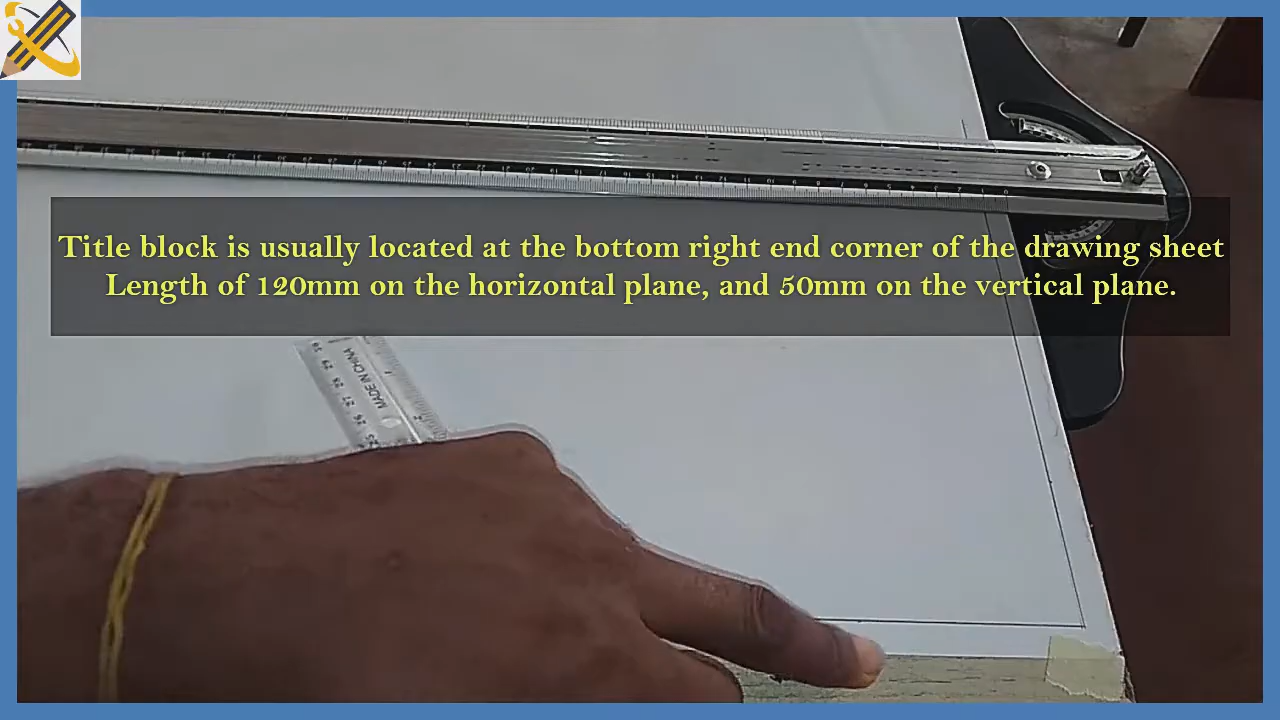 Title block is usually located at the bottom right end corner of the drawing sheet
Length of 120mm on the horizontal plane, and 50mm on the vertical plane.
MADE IN CHINA